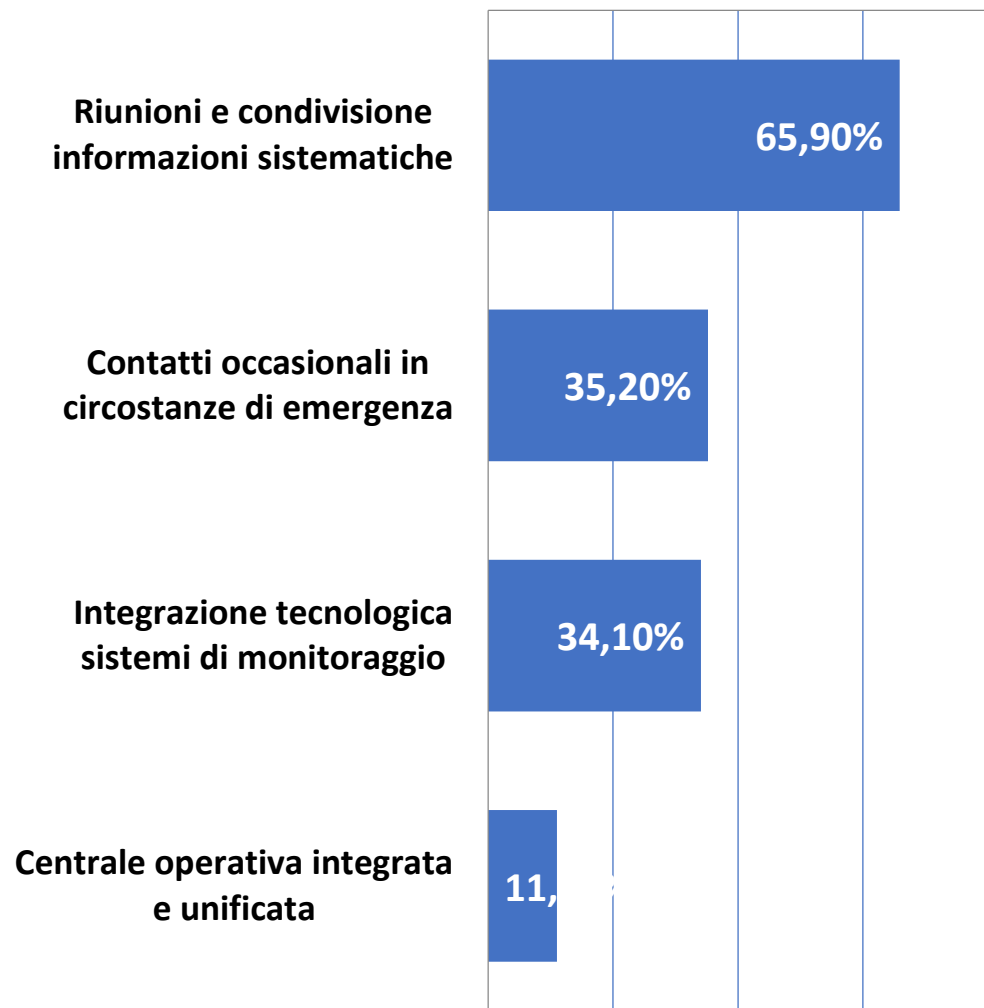 Riunioni e condivisione
informazioni sistematiche
65,90%
Contatti occasionali in
circostanze di emergenza
35,20%
Integrazione tecnologica
sistemi di monitoraggio
34,10%
Centrale operativa integrata
e unificata